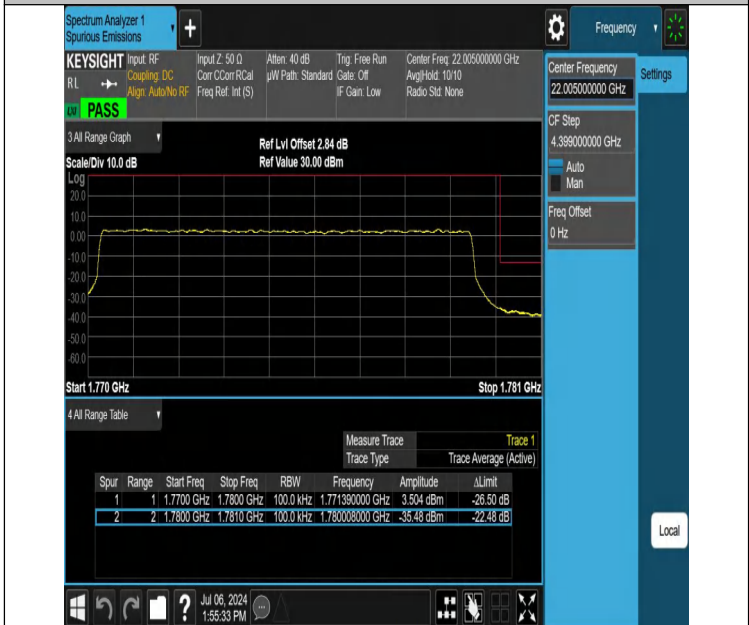 Spectrum Analyzer 1
Spurious Emissions
+
Frequency
KEYSIGHT
RL
LXI
PASS
Input: RF
Coupling: DC
Align: Auto/No RF
Input Z: 50 Ω
Corr CCorr RCal
Freq Ref: Int (S)
Atten: 40 dB
µW Path: Standard
Trig: Free Run
Gate: Off
IF Gain: Low
Center Freq: 22.005000000 GHz
Avg|Hold: 10/10
Radio Std: None
Center Frequency
22.005000000 GHz
Settings
CF Step
4.399000000 GHz
Auto
Man
Freq Offset
0 Hz
3 All Range Graph
Scale/Div 10.0 dB
Ref Lvl Offset 2.84 dB
Ref Value 30.00 dBm
Log
20.0
10.0
0.00
-10.0
-20.0
-30.0
-40.0
-50.0
-60.0
Start 1.770 GHz
Stop 1.781 GHz
4 All Range Table
Measure Trace Trace 1
Trace Type Trace Average (Active)
Spur Range Start Freq Stop Freq RBW Frequency Amplitude ΔLimit
1 1 1.7700 GHz 1.7800 GHz 100.0 kHz 1.771390000 GHz 3.504 dBm -26.50 dB
2 2 1.7800 GHz 1.7810 GHz 100.0 kHz 1.780008000 GHz -35.48 dBm -22.48 dB
Local
?
Jul 06, 2024
1:55:33 PM